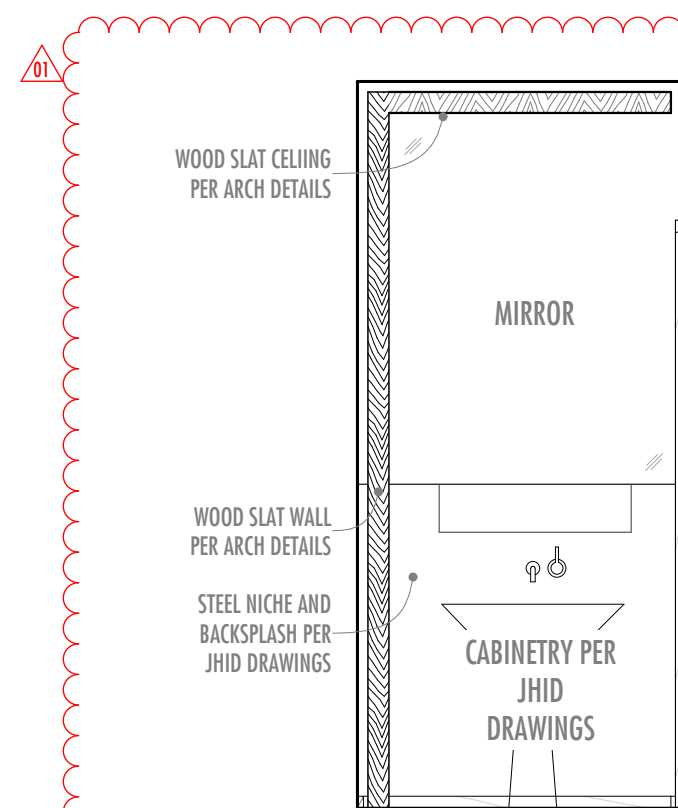 01
WOOD SLAT CELIING
PER ARCH DETAILS
MIRROR
WOOD SLAT WALL
PER ARCH DETAILS
STEEL NICHE AND
BACKSPLASH PER
JHID DRAWINGS
CABINETRY PER
JHID
DRAWINGS